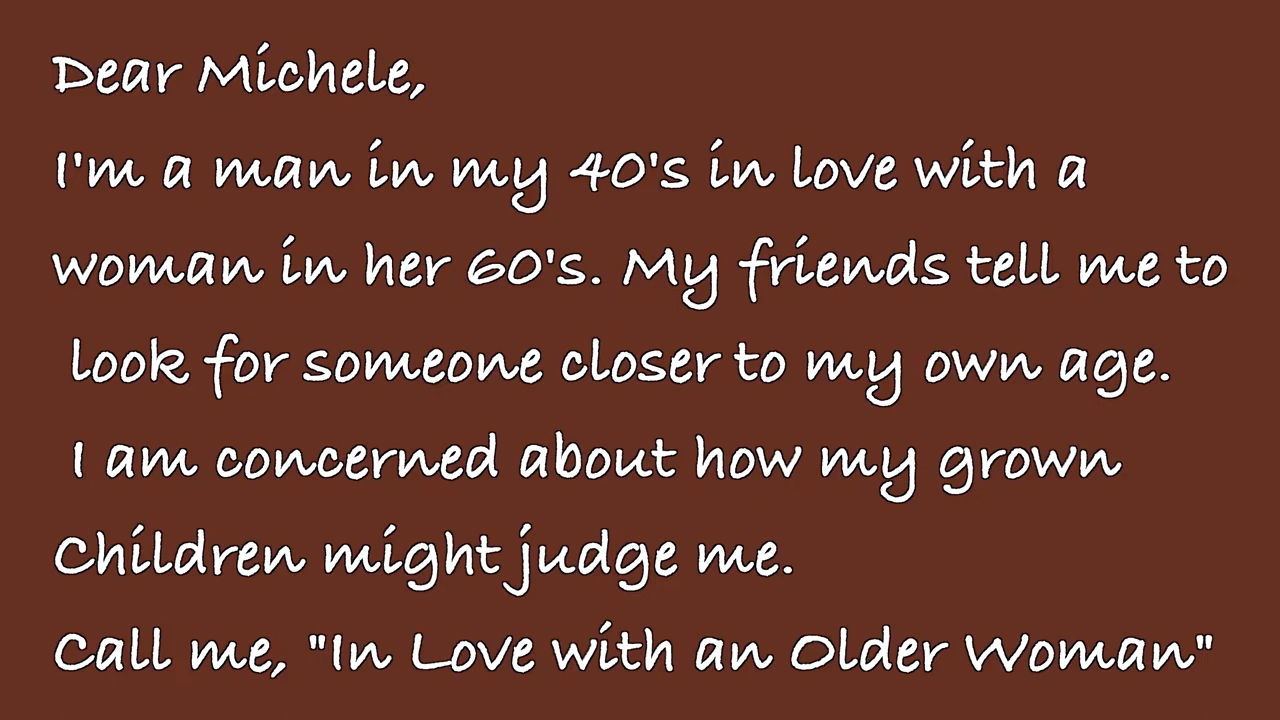 Dear Michele,
I'm a man in my 40's in love with a
woman in her 60's. My friends tell me to
look for someone closer to my own age.
I am concerned about how my grown
Children might judge me.
Call me, "In Love with an Older Woman"